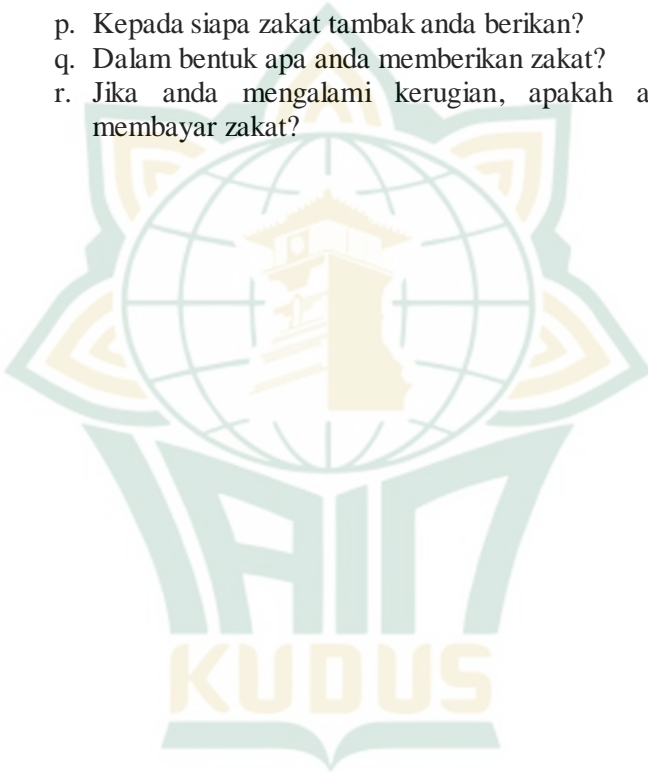 p. Kepada siapa zakat tambak anda berikan?
q. Dalam bentuk apa anda memberikan zakat?
r. Jika anda mengalami kerugian, apakah a
membayar zakat?
IAIN
KUDUS